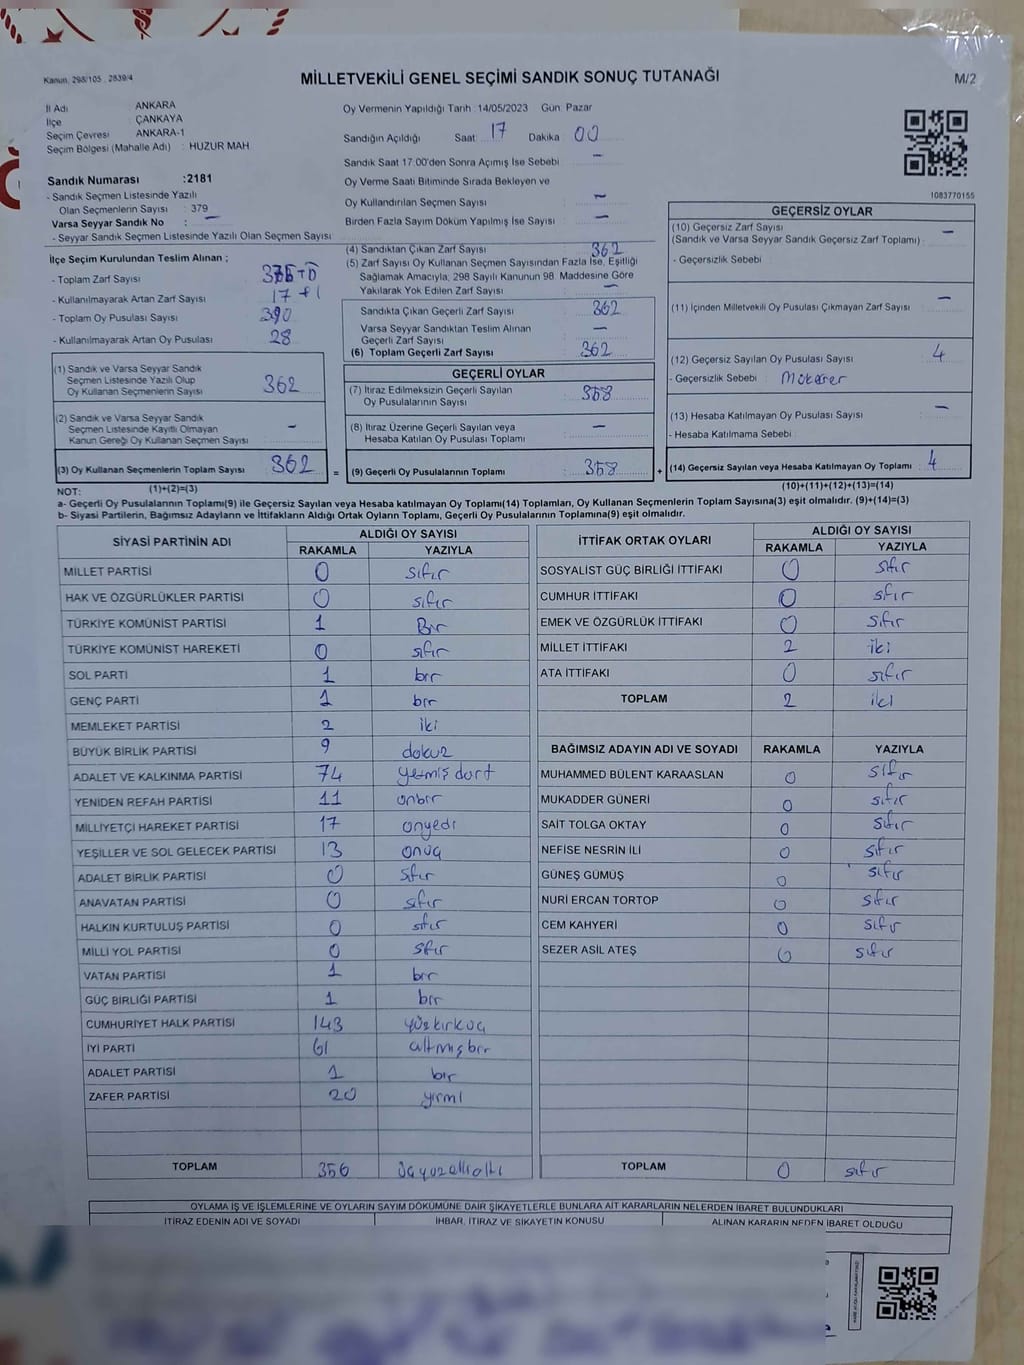 Kanun. 298/105 , 2839/4
MİLLETVEKİLİ GENEL SEÇİMİ SANDIK SONUÇ TUTANAĞI
M/2
İl Adı ANKARA
İlçe ÇANKAYA
Seçim Çevresi ANKARA-1
Seçim Bölgesi (Mahalle Adı) : HUZUR MAH
Sandık Numarası :2181
- Sandık Seçmen Listesinde Yazılı
Olan Seçmenlerin Sayısı : 379
Varsa Seyyar Sandık No : –
- Seyyar Sandık Seçmen Listesinde Yazılı Olan Seçmen Sayısı
İlçe Seçim Kurulundan Teslim Alınan ;
- Toplam Zarf Sayısı
- Kullanılmayarak Artan Zarf Sayısı 17 +1
- Toplam Oy Pusulası Sayısı 390
- Kullanılmayarak Artan Oy Pusulası 28
Oy Vermenin Yapıldığı Tarih : 14/05/2023 Gün Pazar
Sandığın Açıldığı Saat : 17 Dakika 00
Sandık Saat 17:00'den Sonra Açımış İse Sebebi : –
Oy Verme Saati Bitiminde Sırada Bekleyen ve
Oy Kullandırılan Seçmen Sayısı : –
Birden Fazla Sayım Döküm Yapılmış İse Sayısı : –
(4) Sandıktan Çıkan Zarf Sayısı : 362
(5) Zarf Sayısı Oy Kullanan Seçmen Sayısından Fazla İse, Eşitliği
Sağlamak Amacıyla, 298 Sayılı Kanunun 98. Maddesine Göre
Yakılarak Yok Edilen Zarf Sayısı : –
Sandıkta Çıkan Geçerli Zarf Sayısı : 362
Varsa Seyyar Sandıktan Teslim Alınan
Geçerli Zarf Sayısı : –
(6) Toplam Geçerli Zarf Sayısı : 362
1083770155
GEÇERSİZ OYLAR
(10) Geçersiz Zarf Sayısı
(Sandık ve Varsa Seyyar Sandık Geçersiz Zarf Toplamı) : –
- Geçersizlik Sebebi :
(11) İçinden Milletvekili Oy Pusulası Çıkmayan Zarf Sayısı : –
(12) Geçersiz Sayılan Oy Pusulası Sayısı : 4
- Geçersizlik Sebebi :
(13) Hesaba Katılmayan Oy Pusulası Sayısı : –
- Hesaba Katılmama Sebebi :
(14) Geçersiz Sayılan veya Hesaba Katılmayan Oy Toplamı : 4
(10)+(11)+(12)+(13)=(14)
(1) Sandık ve Varsa Seyyar Sandık
Seçmen Listesinde Yazılı Olup
Oy Kullanan Seçmenlerin Sayısı : 362
(2) Sandık ve Varsa Seyyar Sandık
Seçmen Listesinde Kayıtlı Olmayan
Kanun Gereği Oy Kullanan Seçmen Sayısı : –
(3) Oy Kullanan Seçmenlerin Toplam Sayısı 362 =
(1)+(2)=(3)
GEÇERLİ OYLAR
(7) İtiraz Edilmeksizin Geçerli Sayılan
Oy Pusulalarının Sayısı : 358
(8) İtiraz Üzerine Geçerli Sayılan veya
Hesaba Katılan Oy Pusulası Toplamı : –
(9) Geçerli Oy Pusulalarının Toplamı : 358 +
NOT:
a- Geçerli Oy Pusulalarının Toplamı(9) ile Geçersiz Sayılan veya Hesaba katılmayan Oy Toplamı(14) Toplamları, Oy Kullanan Seçmenlerin Toplam Sayısına(3) eşit olmalıdır. (9)+(14)=(3)
b- Siyasi Partilerin, Bağımsız Adayların ve İttifakların Aldığı Ortak Oyların Toplamı, Geçerli Oy Pusulalarının Toplamına(9) eşit olmalıdır.
SİYASİ PARTİNİN ADI ALDIĞI OY SAYISI
RAKAMLA YAZIYLA
MİLLET PARTİSİ 0 sıfır
HAK VE ÖZGÜRLÜKLER PARTİSİ 0 sıfır
TÜRKİYE KOMÜNİST PARTİSİ 1 Bir
TÜRKİYE KOMÜNİST HAREKETİ 0 sıfır
SOL PARTİ 1 bir
GENÇ PARTİ 1 bir
MEMLEKET PARTİSİ 2 iki
BÜYÜK BİRLİK PARTİSİ 9 dokuz
ADALET VE KALKINMA PARTİSİ 74 yetmiş dört
YENİDEN REFAH PARTİSİ 11 onbir
MİLLİYETÇİ HAREKET PARTİSİ 17 onyedi
YEŞİLLER VE SOL GELECEK PARTİSİ 13 onüç
ADALET BİRLİK PARTİSİ 0 sıfır
ANAVATAN PARTİSİ 0 sıfır
HALKIN KURTULUŞ PARTİSİ 0 sıfır
MİLLİ YOL PARTİSİ 0 sıfır
VATAN PARTİSİ 1 bir
GÜÇ BİRLİĞİ PARTİSİ 1 bir
CUMHURİYET HALK PARTİSİ 143 yüzkırküç
İYİ PARTİ 61 altmışbir
ADALET PARTİSİ 1 bir
ZAFER PARTİSİ 20 yirmi
TOPLAM 356 üçyüzellialtı
İTTİFAK ORTAK OYLARI ALDIĞI OY SAYISI
RAKAMLA YAZIYLA
SOSYALİST GÜÇ BİRLİĞİ İTTİFAKI 0 sıfır
CUMHUR İTTİFAKI 0 sıfır
EMEK VE ÖZGÜRLÜK İTTİFAKI 0 sıfır
MİLLET İTTİFAKI 2 iki
ATA İTTİFAKI 0 sıfır
TOPLAM 2 iki
BAĞIMSIZ ADAYIN ADI VE SOYADI RAKAMLA YAZIYLA
MUHAMMED BÜLENT KARAASLAN 0 sıfır
MUKADDER GÜNERİ 0 sıfır
SAİT TOLGA OKTAY 0 sıfır
NEFİSE NESRİN İLİ 0 sıfır
GÜNEŞ GÜMÜŞ 0 sıfır
NURİ ERCAN TORTOP 0 sıfır
CEM KAHYERİ 0 sıfır
SEZER ASİL ATEŞ 0 sıfır
TOPLAM 0 sıfır
OYLAMA İŞ VE İŞLEMLERİNE VE OYLARIN SAYIM DÖKÜMÜNE DAİR ŞİKAYETLERLE BUNLARA AİT KARARLARIN NELERDEN İBARET BULUNDUKLARI
İTİRAZ EDENİN ADI VE SOYADI İHBAR, İTİRAZ VE ŞİKAYETİN KONUSU ALINAN KARARIN NEDEN İBARET OLDUĞU